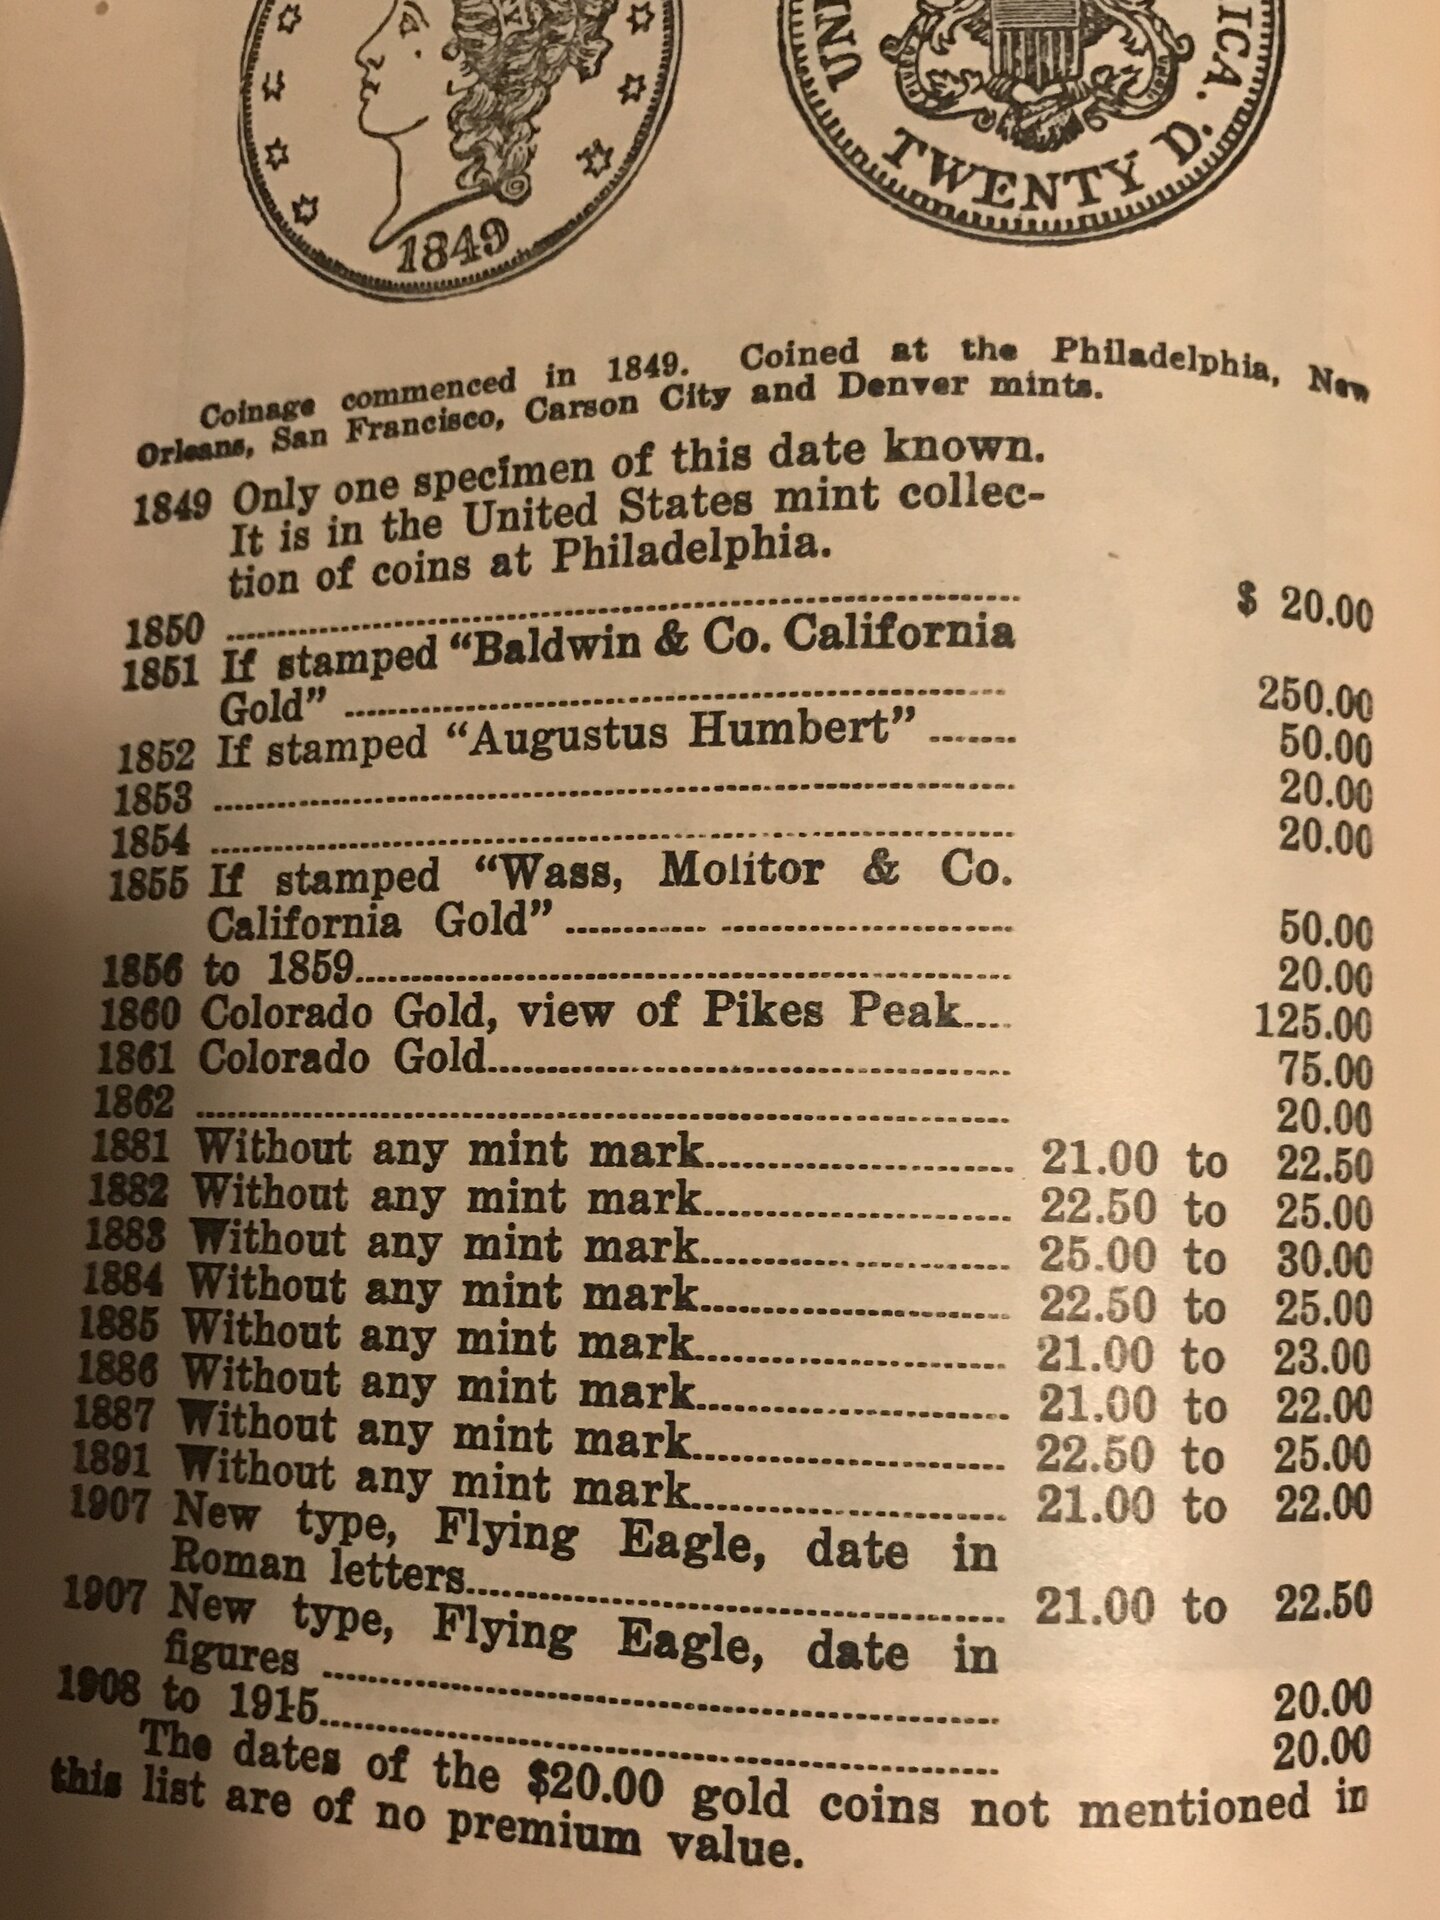 1849
UNI
ICA.
TWENTY D.
Coinage commenced in 1849. Coined at the Philadelphia, New
Orleans, San Francisco, Carson City and Denver mints.
1849 Only one specimen of this date known.
It is in the United States mint collec-
tion of coins at Philadelphia.
1850 $ 20.00
1851 If stamped "Baldwin & Co. California
Gold" 250.00
1852 If stamped "Augustus Humbert" 50.00
1853 20.00
1854 20.00
1855 If stamped "Wass, Molitor & Co.
California Gold" 50.00
1856 to 1859 20.00
1860 Colorado Gold, view of Pikes Peak 125.00
1861 Colorado Gold 75.00
1862 20.00
1881 Without any mint mark 21.00 to 22.50
1882 Without any mint mark 22.50 to 25.00
1883 Without any mint mark 25.00 to 30.00
1884 Without any mint mark 22.50 to 25.00
1885 Without any mint mark 21.00 to 23.00
1886 Without any mint mark 21.00 to 22.00
1887 Without any mint mark 22.50 to 25.00
1891 Without any mint mark 21.00 to 22.00
1907 New type, Flying Eagle, date in
Roman letters 21.00 to 22.50
1907 New type, Flying Eagle, date in
figures 20.00
1908 to 1915 20.00
The dates of the $20.00 gold coins not mentioned in
this list are of no premium value.